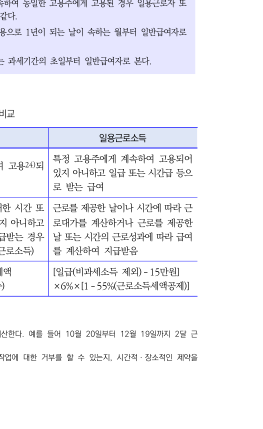 속하여 동일한 고용주에게 고용된 경우 일용근로자 또
같다.
용으로 1년이 되는 날이 속하는 월부터 일반급여자로
는 과세기간의 초일부터 일반급여자로 본다.
비교
일용근로소득
여 고용24)되
특정 고용주에게 계속하여 고용되어
있지 아니하고 일급 또는 시간급 등으
로 받는 급여
한 시간 또
지 아니하고
급받는 경우
근로소득)
근로를 제공한 날이나 시간에 따라 근
로대가를 계산하거나 근로를 제공한
날 또는 시간의 근로성과에 따라 급여
를 계산하여 지급받음
세액
[일급(비과세소득 제외) - 15만원]
×6%×[1 - 55%(근로소득세액공제)]
산한다. 예를 들어 10월 20일부터 12월 19일까지 2달 근
작업에 대한 거부를 할 수 있는지, 시간적 · 장소적인 제약을